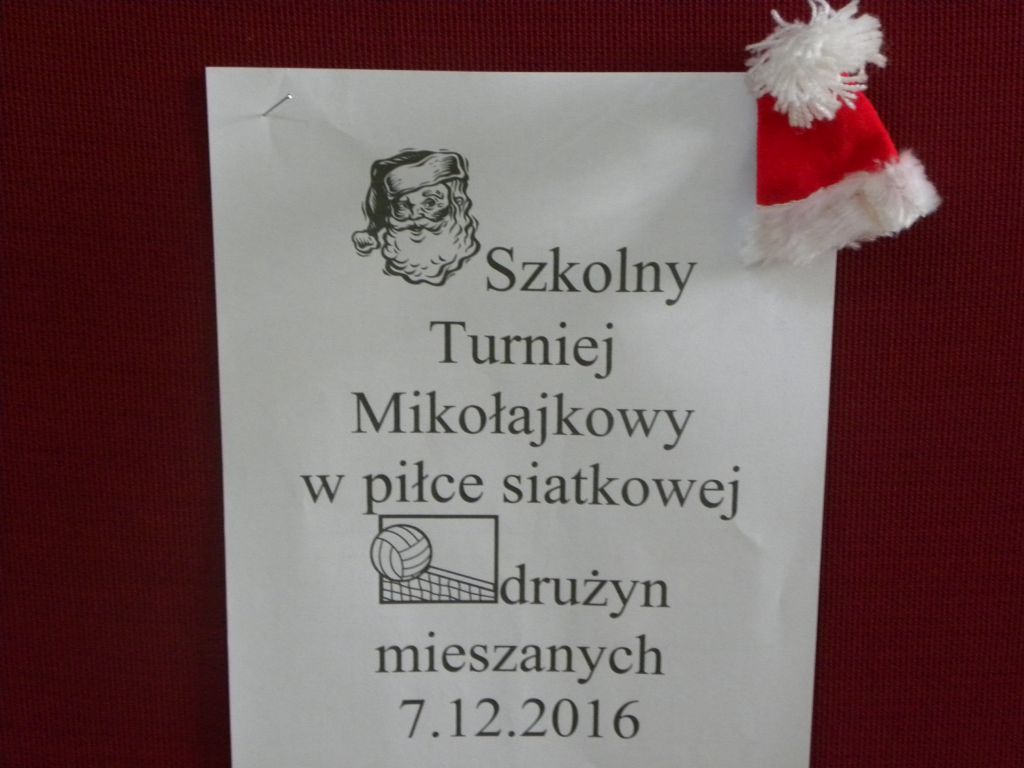 Szkolny
Turniej
Mikołajkowy
w piłce siatkowej
drużyn
mieszanych
7.12.2016